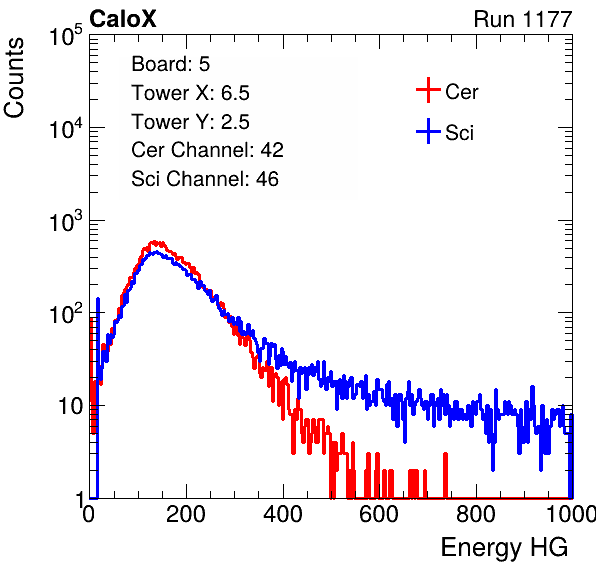 CaloX Run 1177
Counts
Board: 5
Tower X: 6.5
Tower Y: 2.5
Cer Channel: 42
Sci Channel: 46
Cer
Sci
10^5
10^4
10^3
10^2
10
1
0 200 400 600 800 1000
Energy HG